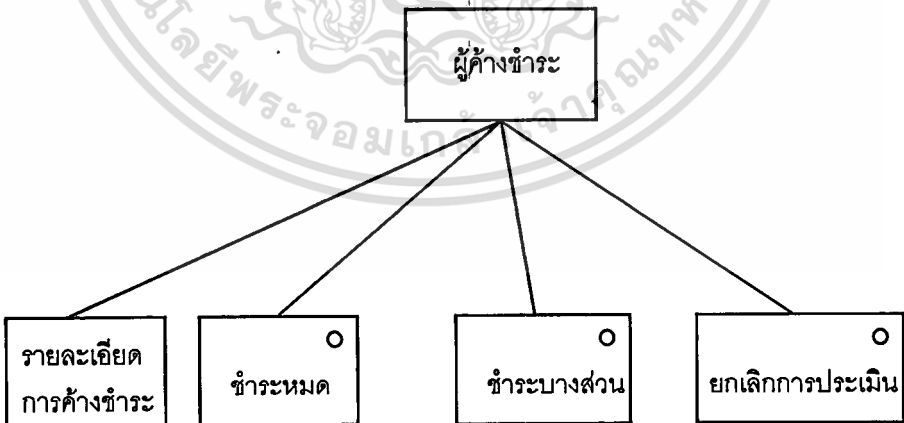 ผู้ค้างชำระ
รายละเอียด
การค้างชำระ
ชำระหมด
ชำระบางส่วน
ยกเลิกการประเมิน